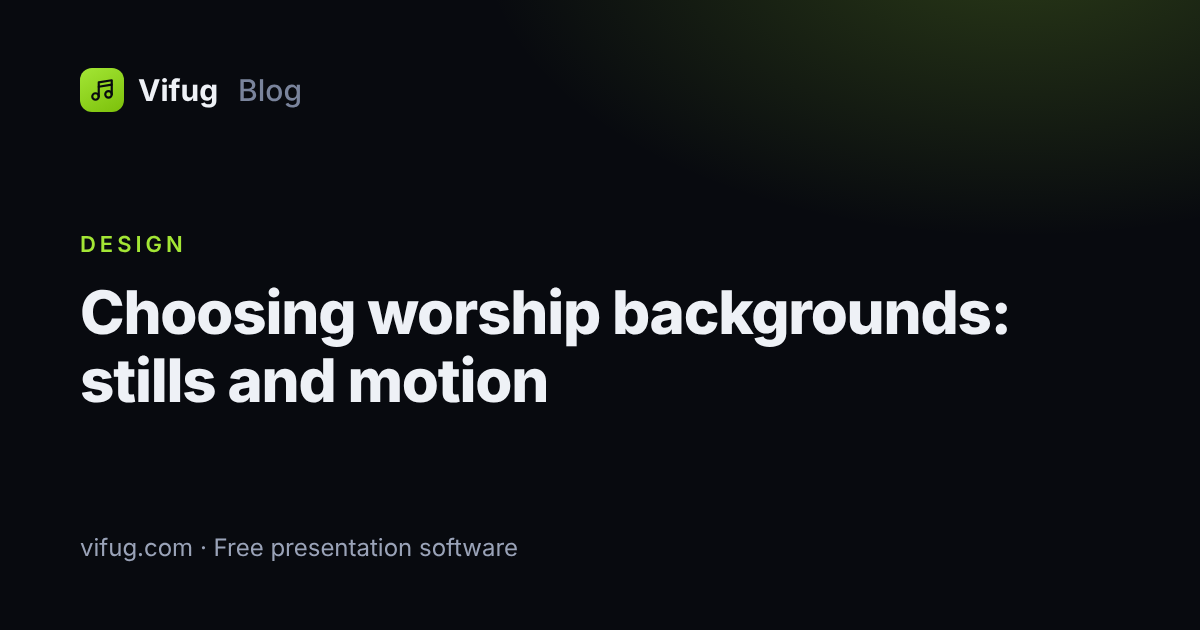 Vifug Blog
DESIGN
Choosing worship backgrounds:
stills and motion
vifug.com · Free presentation software